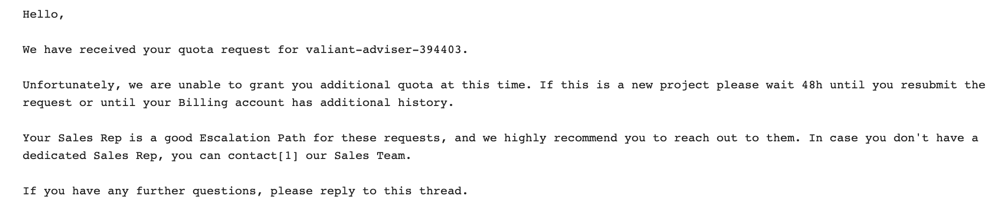 Hello,
We have received your quota request for valiant-adviser-394403.
Unfortunately, we are unable to grant you additional quota at this time. If this is a new project please wait 48h until you resubmit the
request or until your Billing account has additional history.
Your Sales Rep is a good Escalation Path for these requests, and we highly recommend you to reach out to them. In case you don't have a
dedicated Sales Rep, you can contact[1] our Sales Team.
If you have any further questions, please reply to this thread.